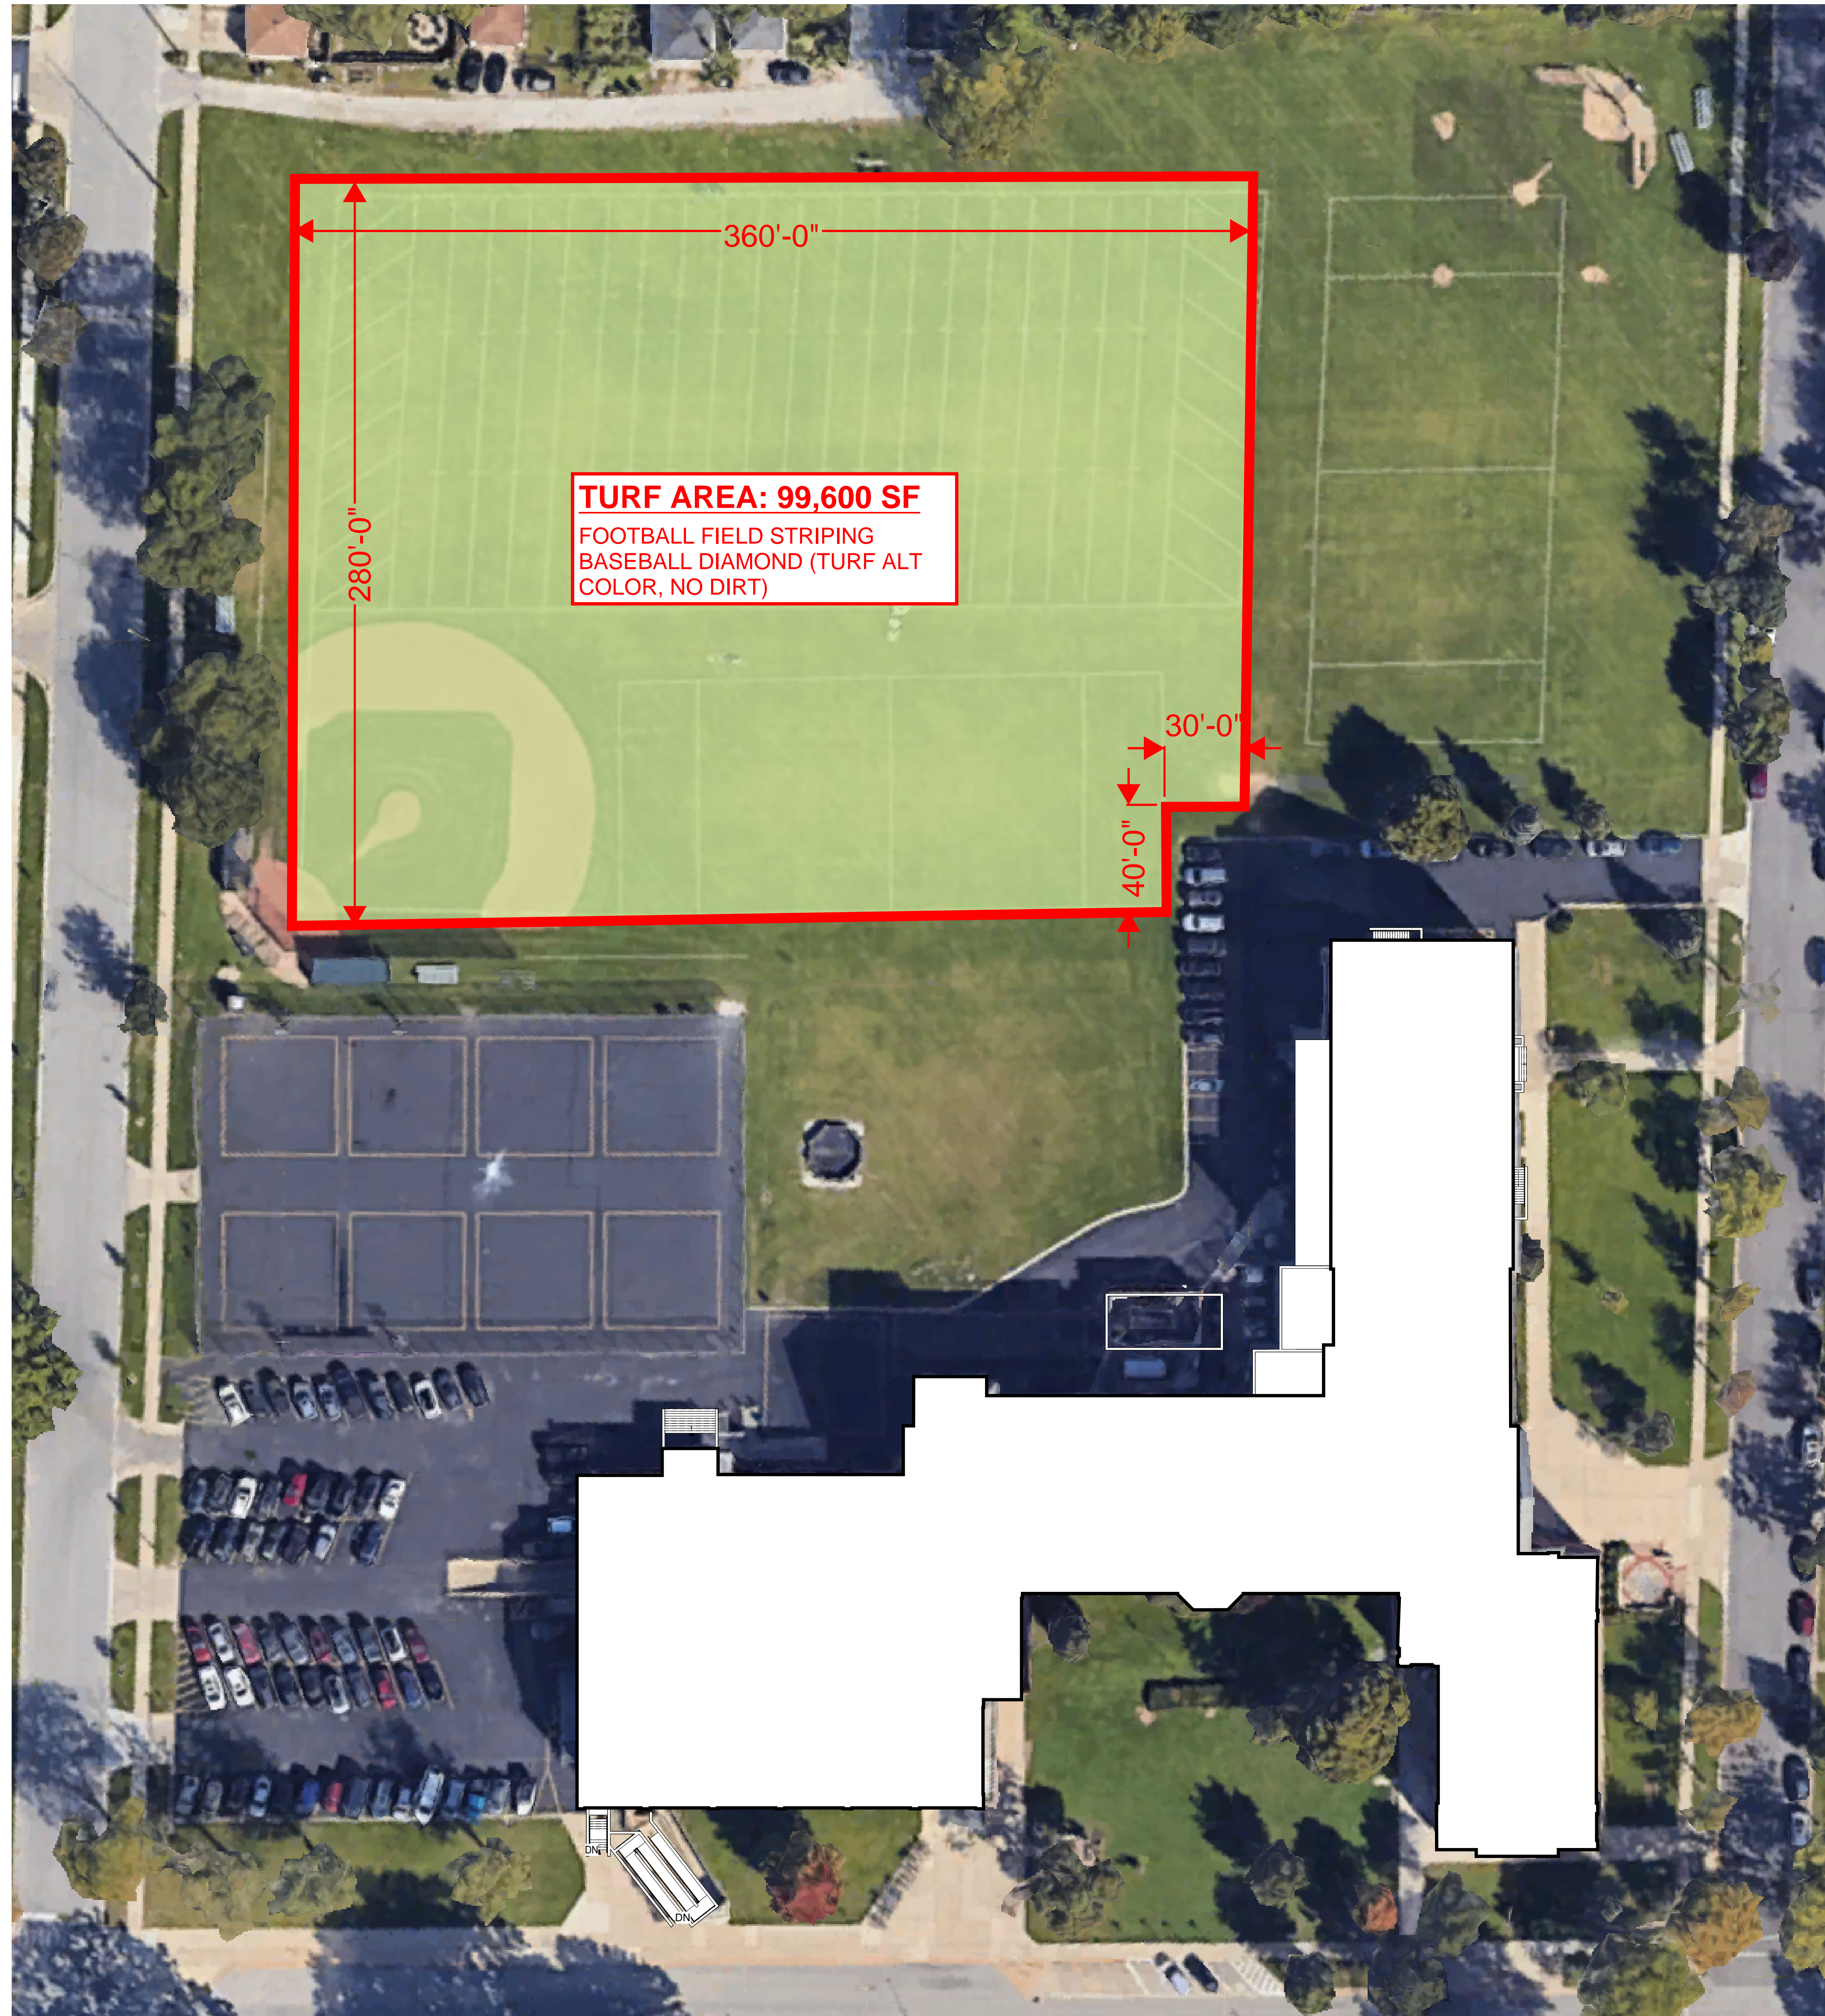 360'-0"
280'-0"
TURF AREA: 99,600 SF
FOOTBALL FIELD STRIPING
BASEBALL DIAMOND (TURF ALT
COLOR, NO DIRT)
30'-0"
40'-0"
DN
DN